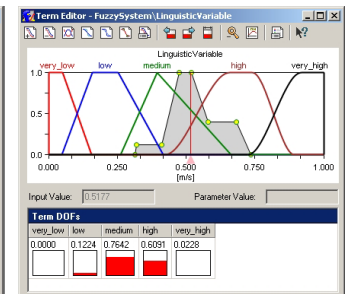 Term Editor - FuzzySystem\LinguisticVariable
LinguisticVariable
very_low low medium high very_high
1.0
0.5
0.0
0.000 0.250 0.500 0.750 1.000
[m/s]
Input Value: 0.5177 Parameter Value:
Term DOFs
very_low low medium high very_high
0.0000 0.1224 0.7642 0.6091 0.0228